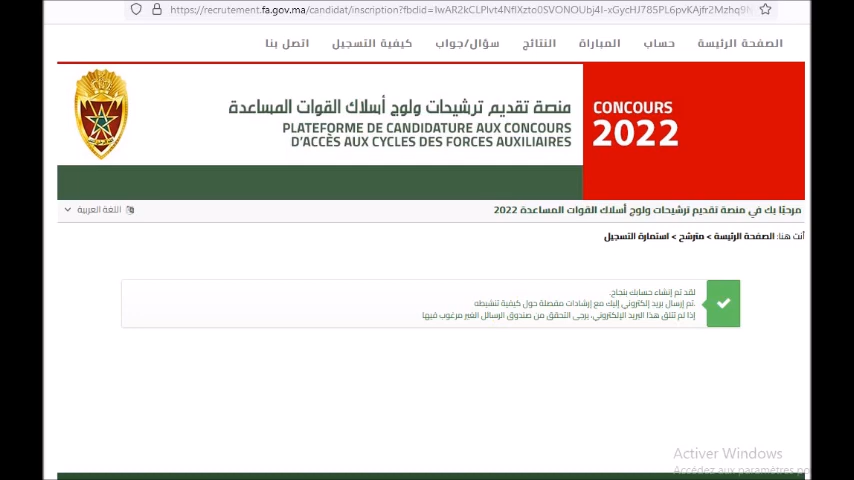 https://recrutement.fa.gov.ma/candidat/inscription?fbclid=IwAR2kCLPlvt4NflXzto0SVONOUbj4I-xGycHJ785PL6pvKAjfr2Mzhq9
الصفحة الرئيسة حساب المباراة النتائج سؤال/جواب كيفية التسجيل اتصل بنا
منصة تقديم ترشيحات ولوج أسلاك القوات المساعدة
PLATEFORME DE CANDIDATURE AUX CONCOURS
D'ACCÈS AUX CYCLES DES FORCES AUXILIAIRES
CONCOURS
2022
مرحبًا بك في منصة تقديم ترشيحات ولوج أسلاك القوات المساعدة 2022
اللغة العربية
أنت هنا: الصفحة الرئيسة > مترشح > استمارة التسجيل
لقد تم إنشاء حسابك بنجاح.
تم إرسال بريد إلكتروني إليك مع إرشادات مفصلة حول كيفية تنشيطه.
إذا لم تتلق هذا البريد الإلكتروني، يرجى التحقق من صندوق الرسائل الغير مرغوب فيها
Activer Windows
Accédez aux paramètres po